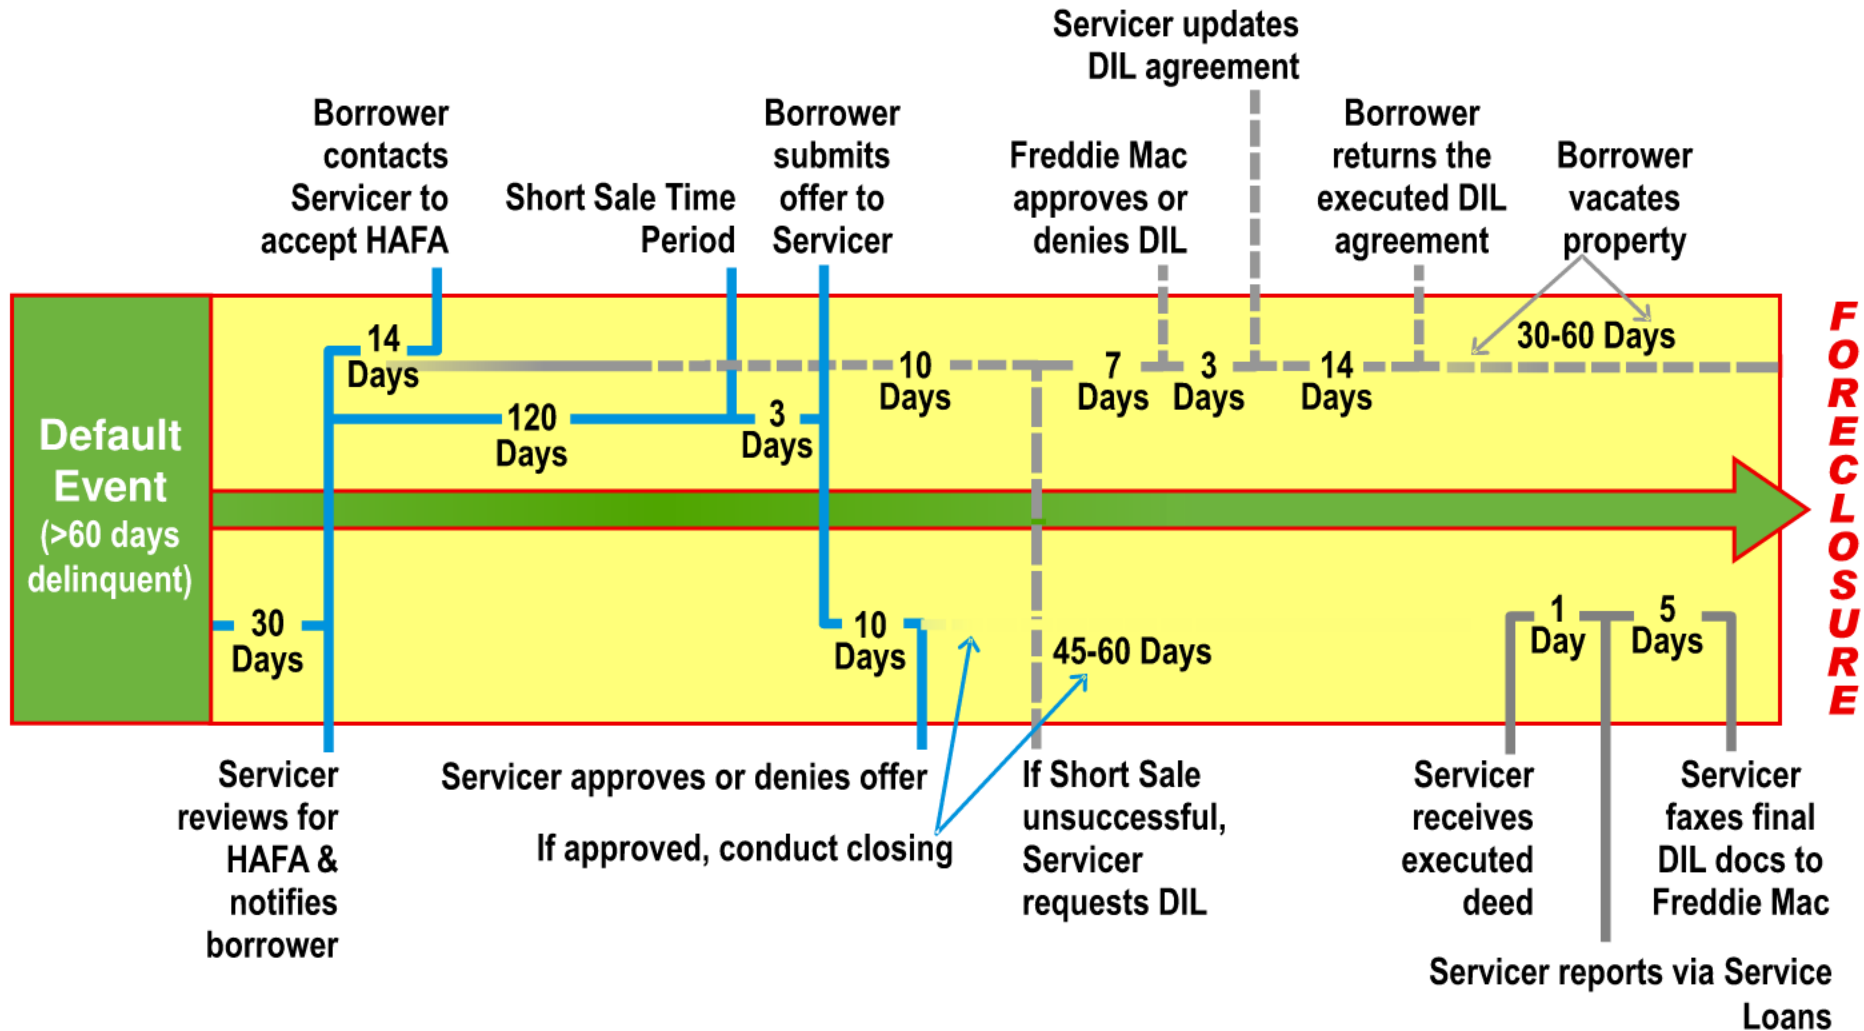 Servicer updates
DIL agreement
Borrower
contacts
Servicer to
accept HAFA
Short Sale Time
Period
Borrower
submits
offer to
Servicer
Freddie Mac
approves or
denies DIL
Borrower
returns the
executed DIL
agreement
Borrower
vacates
property
Default
Event
(>60 days
delinquent)
14
Days
120
Days
3
Days
10
Days
7
Days
3
Days
14
Days
30-60 Days
30
Days
10
Days
45-60 Days
1
Day
5
Days
FORECLOSURE
Servicer
reviews for
HAFA &
notifies
borrower
Servicer approves or denies offer
If approved, conduct closing
If Short Sale
unsuccessful,
Servicer
requests DIL
Servicer
receives
executed
deed
Servicer
faxes final
DIL docs to
Freddie Mac
Servicer reports via Service
Loans